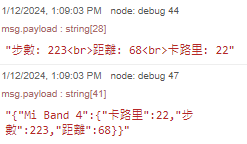 1/12/2024, 1:09:03 PM   node: debug 44
msg.payload : string[28]
"步數: 223<br>距離: 68<br>卡路里: 22"
1/12/2024, 1:09:03 PM   node: debug 47
msg.payload : string[41]
"{"Mi Band 4":{"卡路里":22,"步
數":223,"距離":68}}"